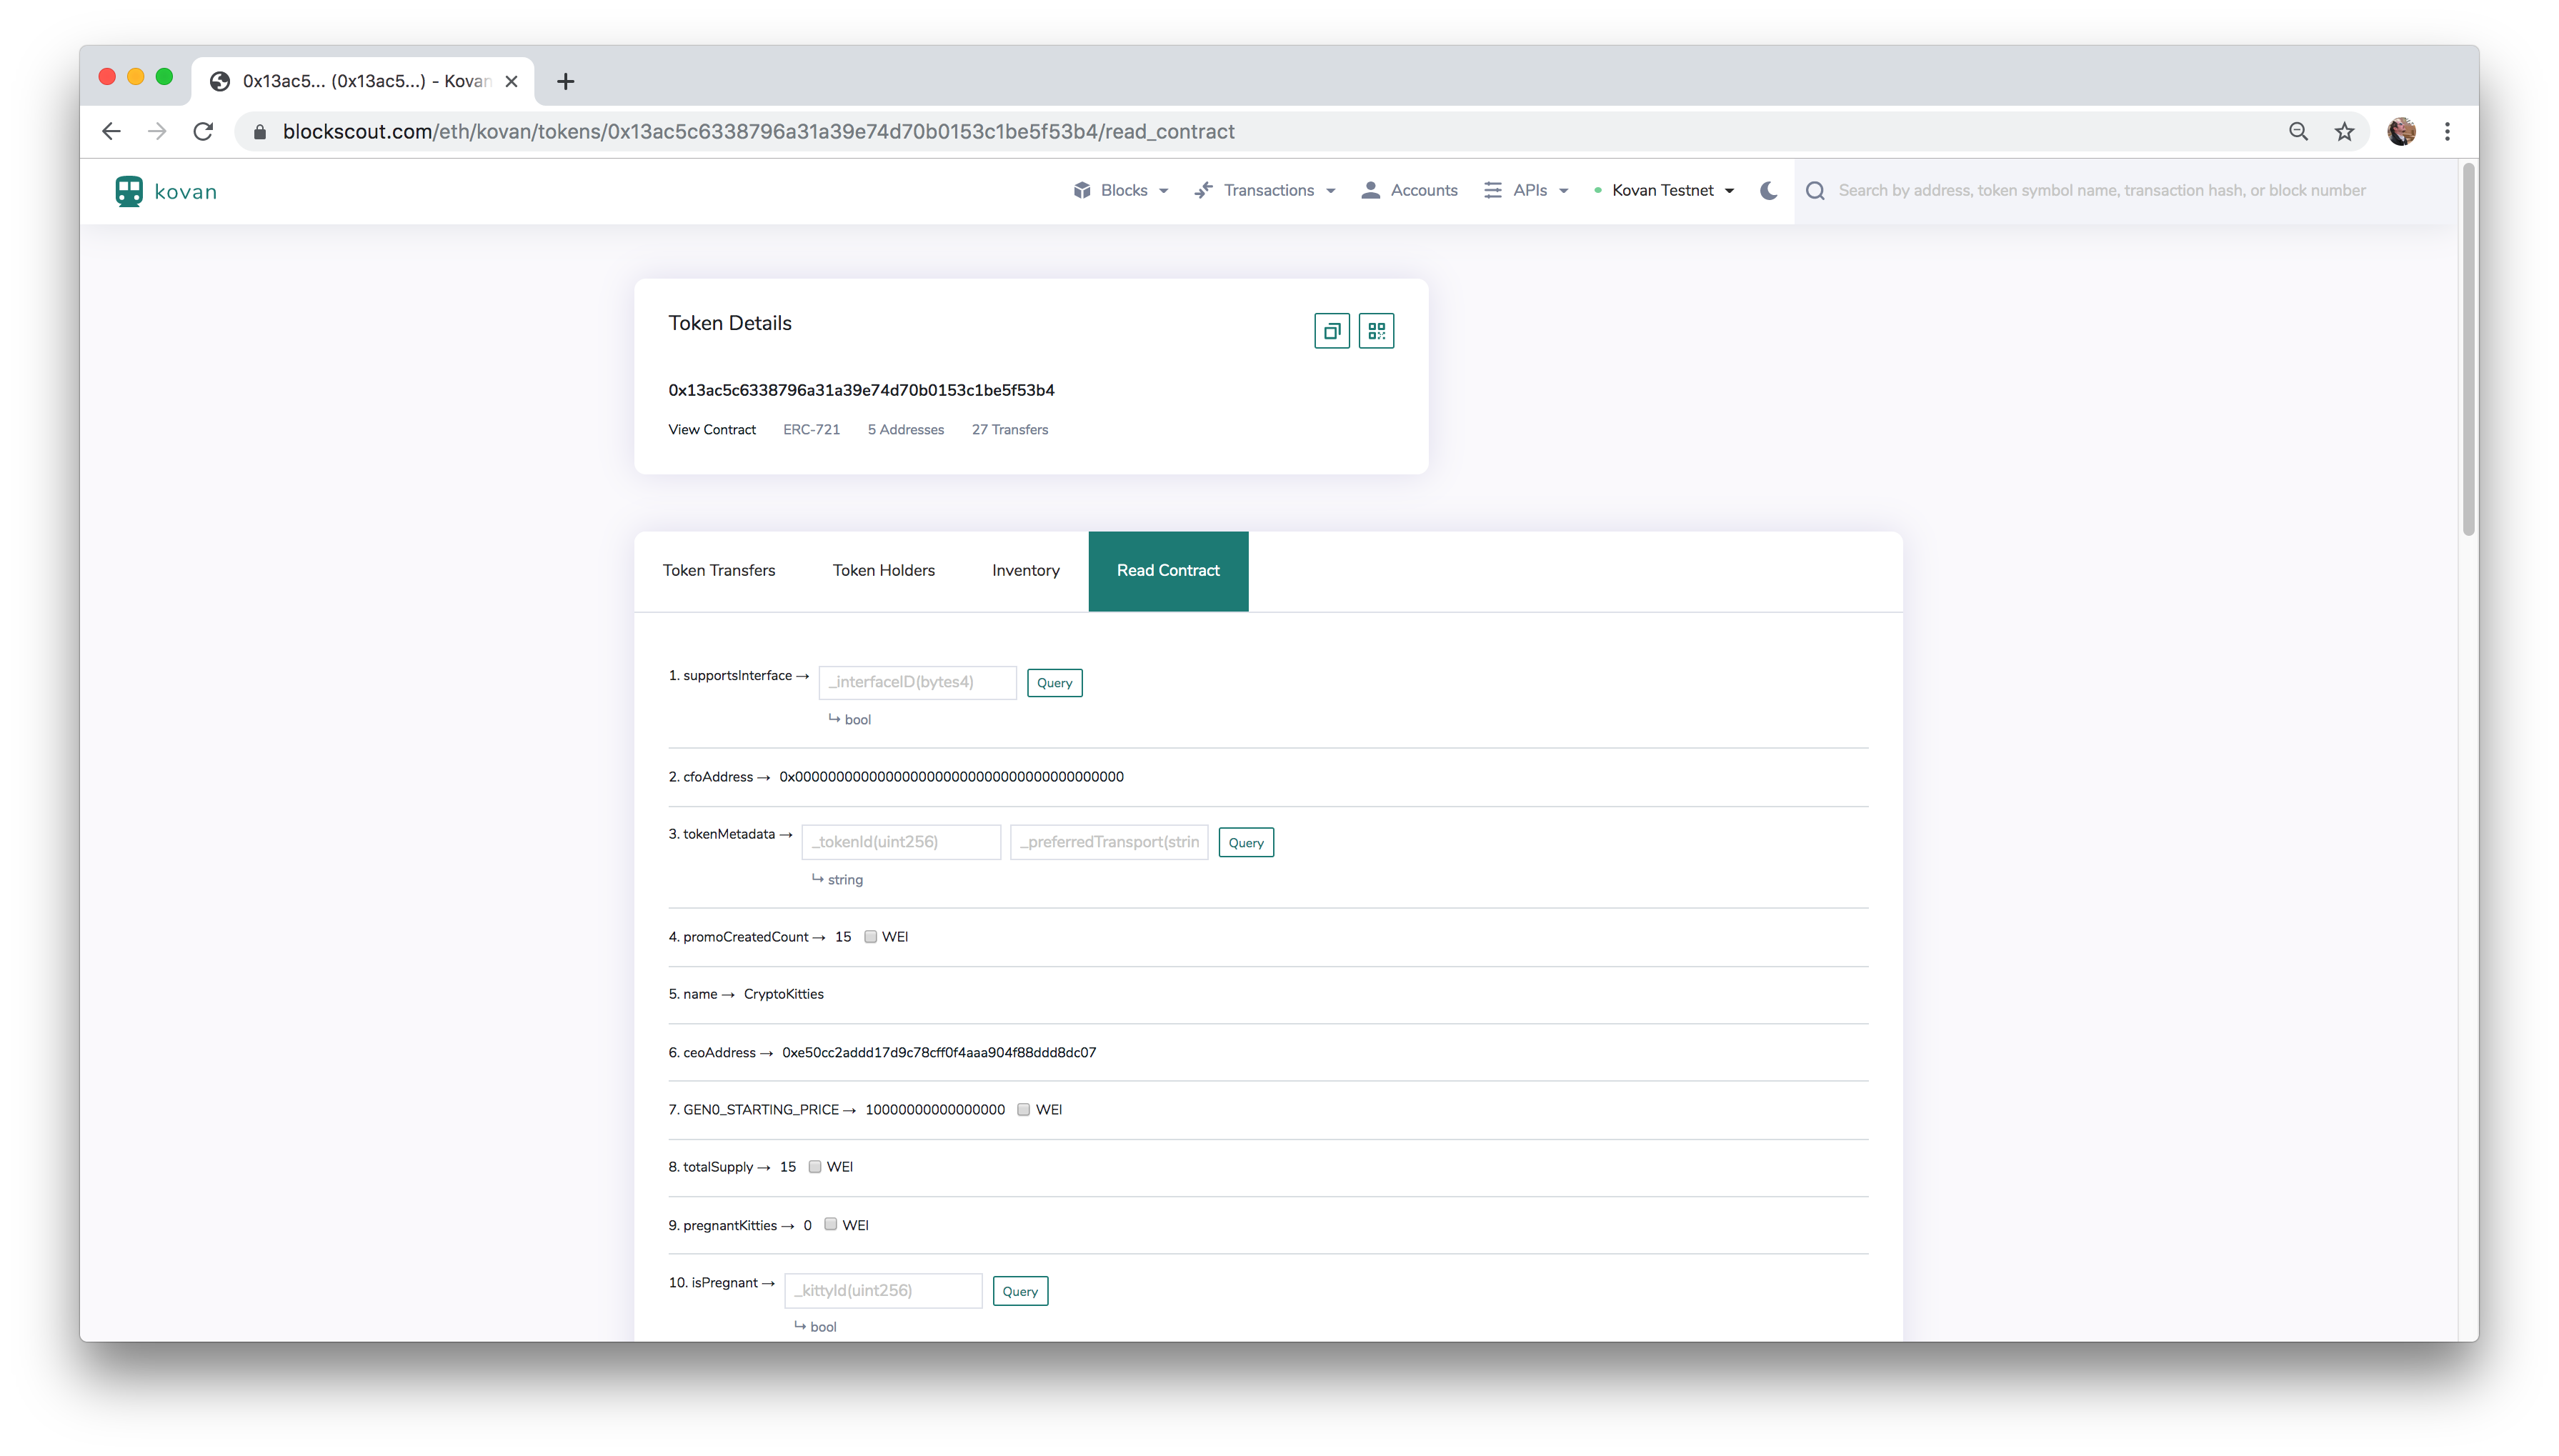 0x13ac5... (0x13ac5...) - Kovan
blockscout.com/eth/kovan/tokens/0x13ac5c6338796a31a39e74d70b0153c1be5f53b4/read_contract
kovan
Blocks
Transactions
Accounts
APIs
Kovan Testnet
Search by address, token symbol name, transaction hash, or block number
Token Details
0x13ac5c6338796a31a39e74d70b0153c1be5f53b4
View Contract ERC-721 5 Addresses 27 Transfers
Token Transfers Token Holders Inventory Read Contract
1. supportsInterface → _interfaceID(bytes4) Query
↳ bool
2. cfoAddress → 0x0000000000000000000000000000000000000000
3. tokenMetadata → _tokenId(uint256) _preferredTransport(strin Query
↳ string
4. promoCreatedCount → 15 WEI
5. name → CryptoKitties
6. ceoAddress → 0xe50cc2addd17d9c78cff0f4aaa904f88ddd8dc07
7. GEN0_STARTING_PRICE → 10000000000000000 WEI
8. totalSupply → 15 WEI
9. pregnantKitties → 0 WEI
10. isPregnant → _kittyId(uint256) Query
↳ bool